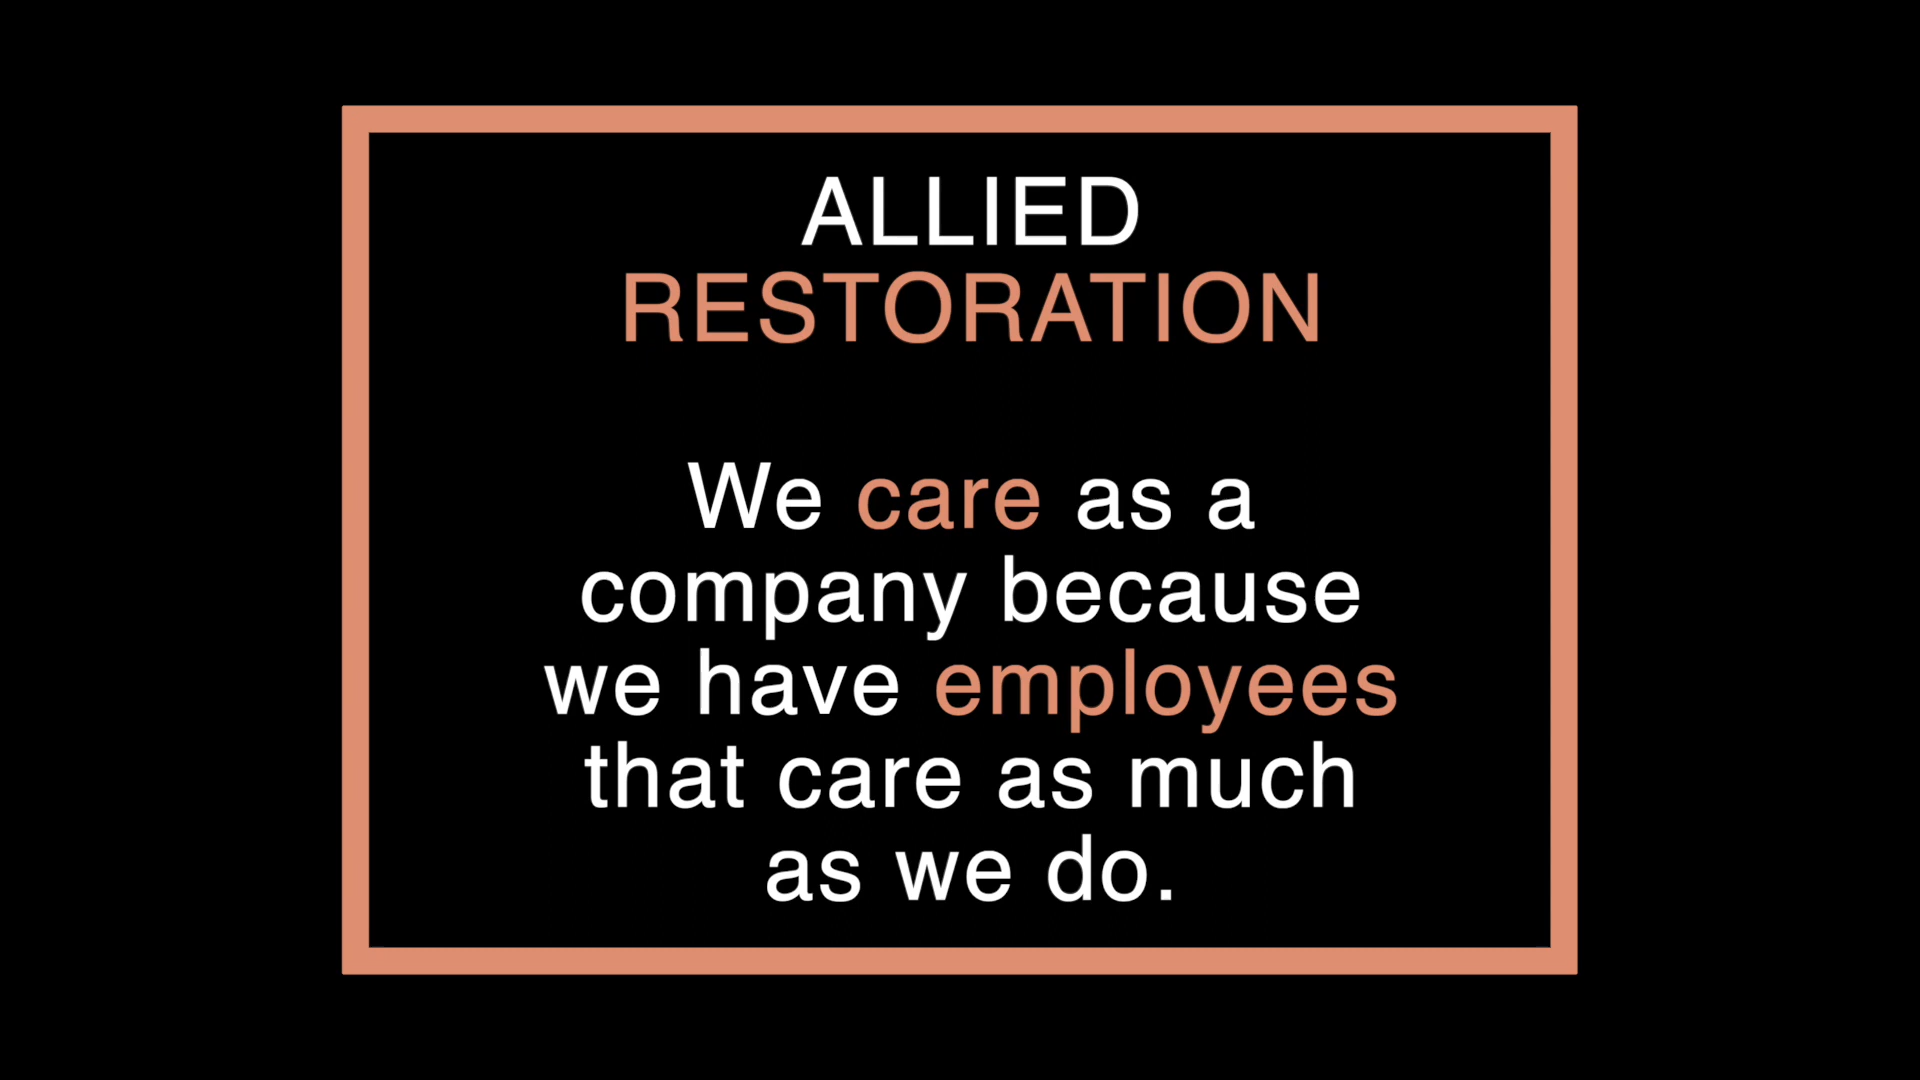 ALLIED
RESTORATION
We care as a
company because
we have employees
that care as much
as we do.